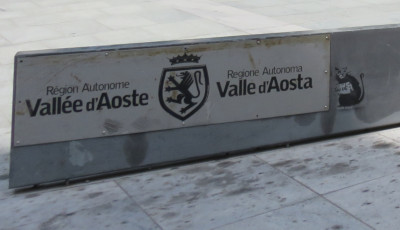 Région Autonome
Vallée d'Aoste
Regione Autonoma
Valle d'Aosta